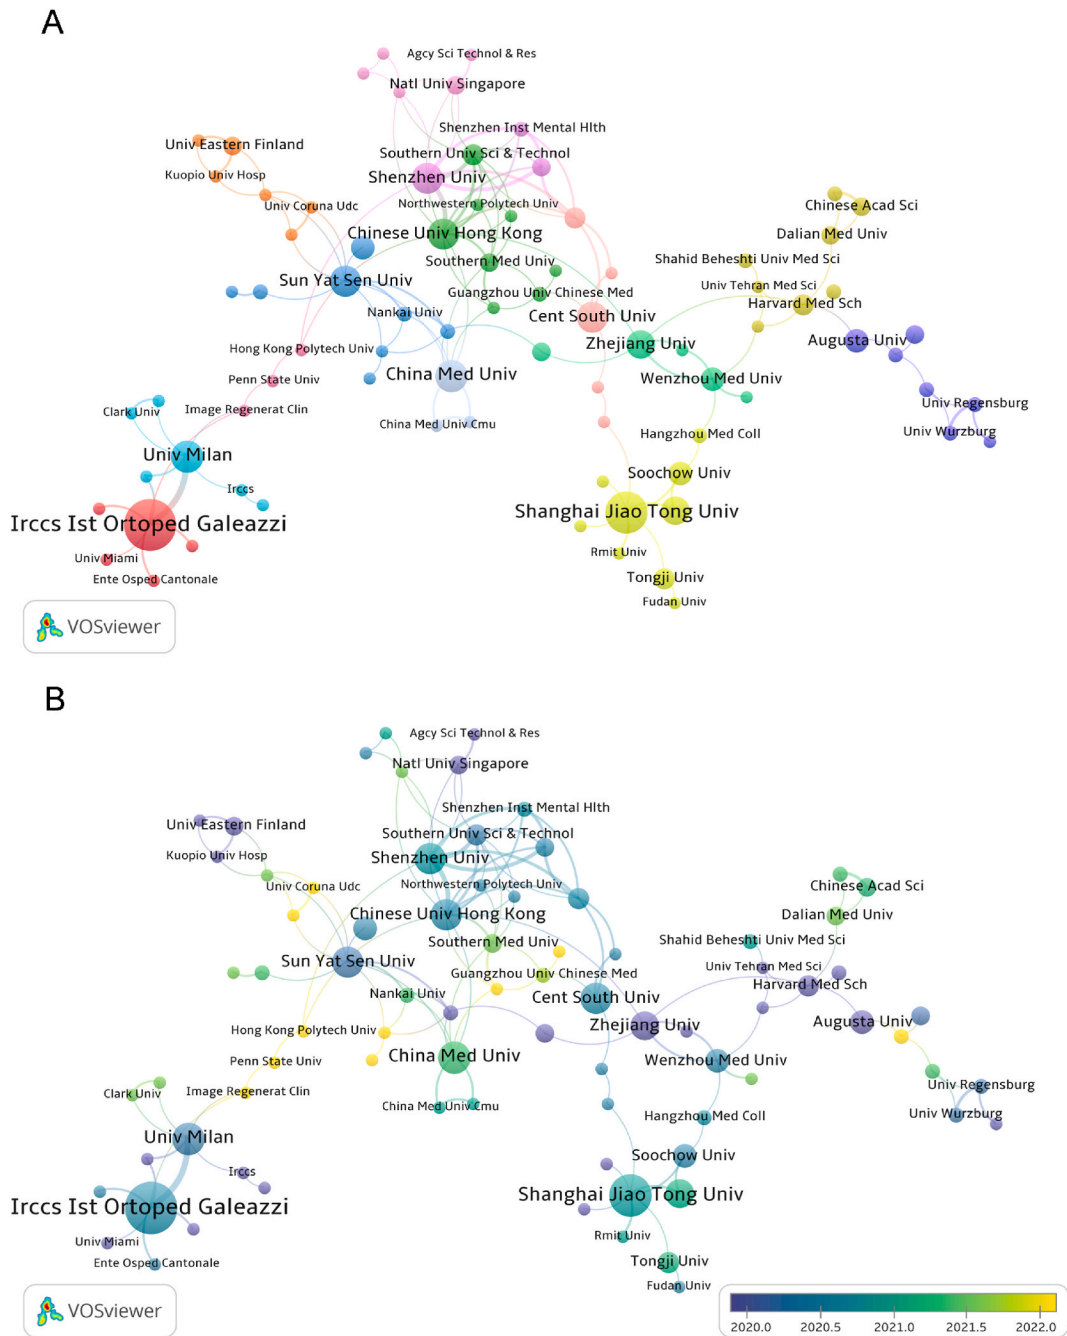 A
Agcy Sci Technol & Res
Natl Univ Singapore
Shenzhen Inst Mental Hlth
Univ Eastern Finland
Southern Univ Sci & Technol
Kuopio Univ Hosp
Shenzhen Univ
Northwestern Polytech Univ
Univ Coruna Udc
Chinese Acad Sci
Chinese Univ Hong Kong
Dalian Med Univ
Southern Med Univ
Shahid Beheshti Univ Med Sci
Sun Yat Sen Univ
Univ Tehran Med Sci
Guangzhou Univ Chinese Med
Harvard Med Sch
Nankai Univ
Cent South Univ
Zhejiang Univ
Augusta Univ
Hong Kong Polytech Univ
China Med Univ
Wenzhou Med Univ
Penn State Univ
Univ Regensburg
Clark Univ
Image Regenerat Clin
China Med Univ Cmu
Univ Wurzburg
Hangzhou Med Coll
Univ Milan
Soochow Univ
Irccs
Shanghai Jiao Tong Univ
Irccs Ist Ortoped Galeazzi
Rmit Univ
Univ Miami
Ente Osped Cantonale
Tongji Univ
Fudan Univ
VOSviewer
B
Agcy Sci Technol & Res
Natl Univ Singapore
Shenzhen Inst Mental Hlth
Univ Eastern Finland
Southern Univ Sci & Technol
Kuopio Univ Hosp
Shenzhen Univ
Northwestern Polytech Univ
Univ Coruna Udc
Chinese Acad Sci
Chinese Univ Hong Kong
Dalian Med Univ
Southern Med Univ
Shahid Beheshti Univ Med Sci
Sun Yat Sen Univ
Univ Tehran Med Sci
Guangzhou Univ Chinese Med
Harvard Med Sch
Nankai Univ
Cent South Univ
Zhejiang Univ
Augusta Univ
Hong Kong Polytech Univ
China Med Univ
Wenzhou Med Univ
Penn State Univ
Univ Regensburg
Clark Univ
Image Regenerat Clin
China Med Univ Cmu
Univ Wurzburg
Hangzhou Med Coll
Univ Milan
Soochow Univ
Irccs
Shanghai Jiao Tong Univ
Irccs Ist Ortoped Galeazzi
Rmit Univ
Univ Miami
Ente Osped Cantonale
Tongji Univ
Fudan Univ
VOSviewer
2020.0 2020.5 2021.0 2021.5 2022.0